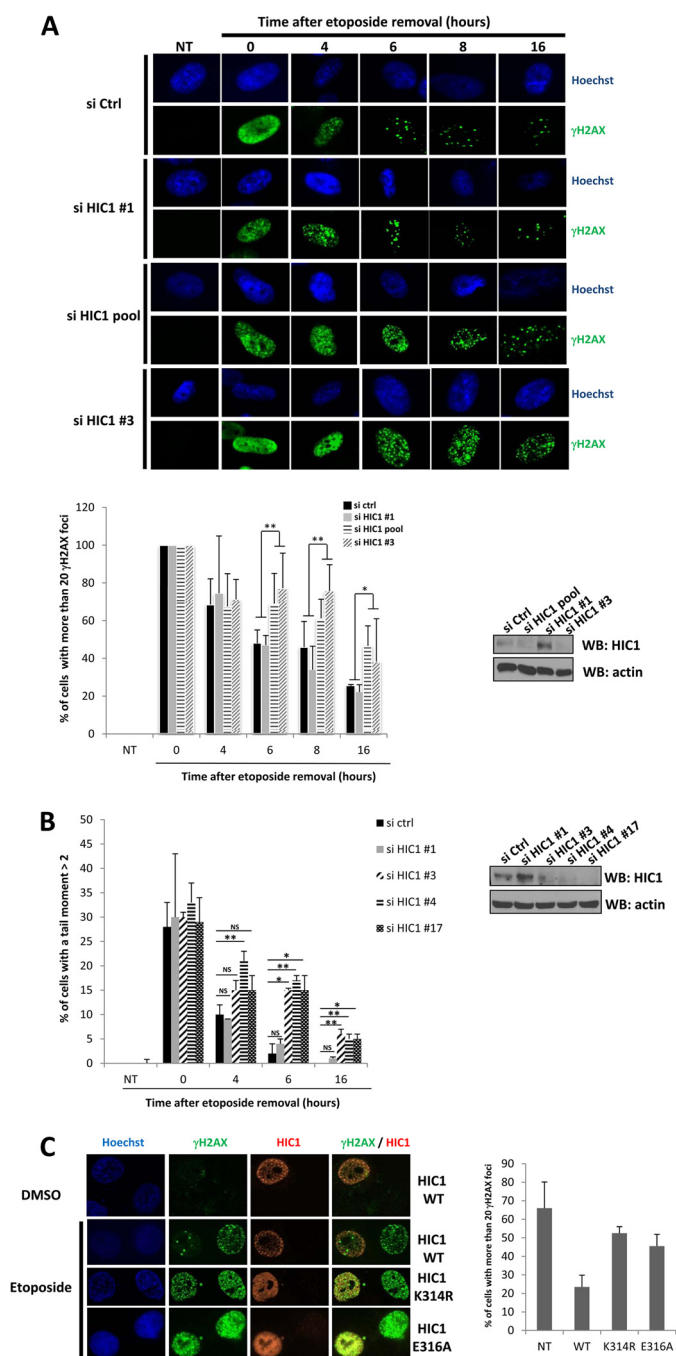 A
Time after etoposide removal (hours)
NT 0 4 6 8 16
si Ctrl
Hoechst
γH2AX
si HIC1 #1
Hoechst
γH2AX
si HIC1 pool
Hoechst
γH2AX
si HIC1 #3
Hoechst
γH2AX
% of cells with more than 20 γH2AX foci
120
100
80
60
40
20
0
si ctrl
si HIC1 #1
si HIC1 pool
si HIC1 #3
** ** *
NT 0 4 6 8 16
Time after etoposide removal (hours)
si Ctrl
si HIC1 pool
si HIC1 #1
si HIC1 #3
WB: HIC1
WB: actin
B
% of cells with a tail moment > 2
50
45
40
35
30
25
20
15
10
5
0
si ctrl
si HIC1 #1
si HIC1 #3
si HIC1 #4
si HIC1 #17
NS
**
NS
NS
*
**
*
NS
*
**
**
NS
NT 0 4 6 16
Time after etoposide removal (hours)
si Ctrl
si HIC1 #1
si HIC1 #3
si HIC1 #4
si HIC1 #17
WB: HIC1
WB: actin
C
Hoechst γH2AX HIC1 γH2AX / HIC1
DMSO
HIC1
WT
Etoposide
HIC1
WT
HIC1
K314R
HIC1
E316A
% of cells with more than 20 γH2AX foci
90
80
70
60
50
40
30
20
10
0
NT WT K314R E316A